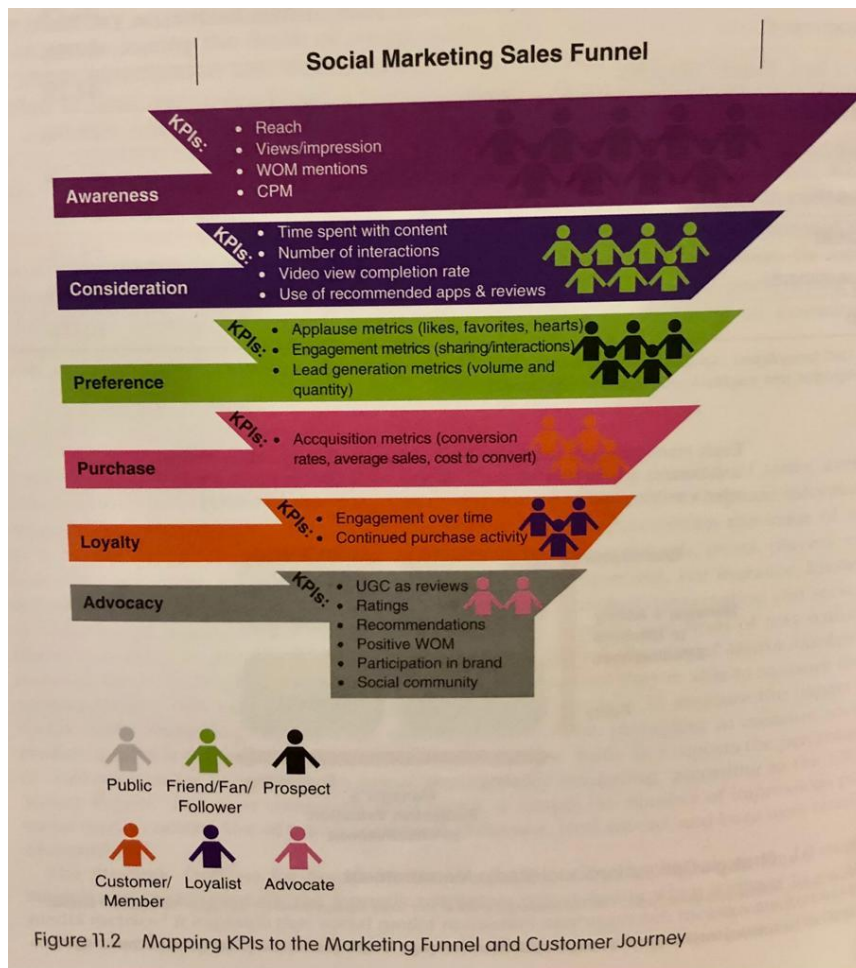 Social Marketing Sales Funnel
KPIs:
• Reach
• Views/impression
• WOM mentions
• CPM
Awareness
KPIs:
• Time spent with content
• Number of interactions
• Video view completion rate
• Use of recommended apps & reviews
Consideration
KPIs:
• Applause metrics (likes, favorites, hearts)
• Engagement metrics (sharing/interactions)
• Lead generation metrics (volume and
quantity)
Preference
KPIs:
• Accquisition metrics (conversion
rates, average sales, cost to convert)
Purchase
KPIs:
• Engagement over time
• Continued purchase activity
Loyalty
KPIs:
• UGC as reviews
• Ratings
• Recommendations
• Positive WOM
• Participation in brand
• Social community
Advocacy
Public
Friend/Fan/
Follower
Prospect
Customer/
Member
Loyalist
Advocate
Figure 11.2 Mapping KPIs to the Marketing Funnel and Customer Journey